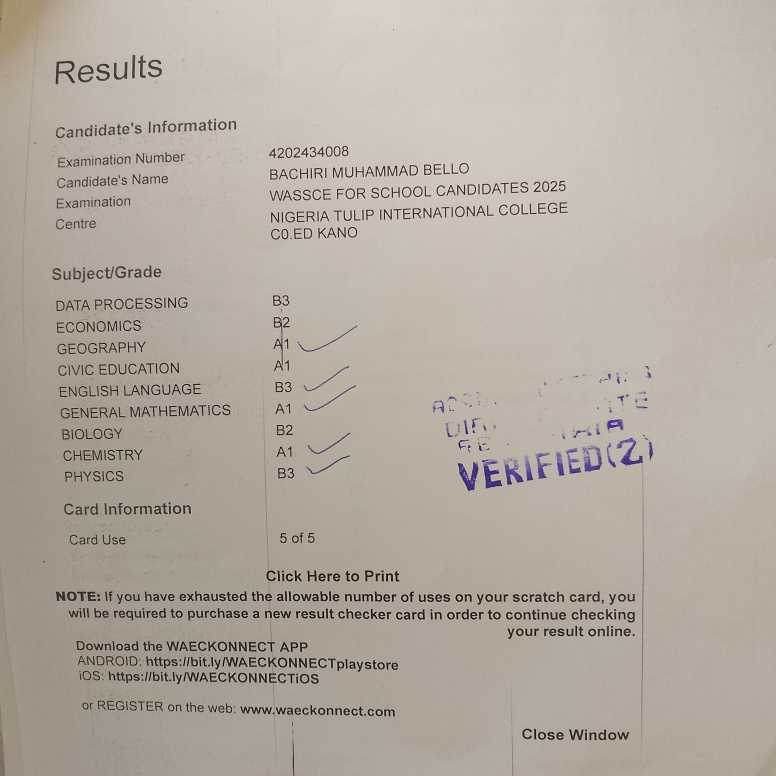 Results
Candidate's Information
Examination Number 4202434008
Candidate's Name BACHIRI MUHAMMAD BELLO
Examination WASSCE FOR SCHOOL CANDIDATES 2025
Centre NIGERIA TULIP INTERNATIONAL COLLEGE
C0.ED KANO
Subject/Grade
DATA PROCESSING B3
ECONOMICS B2
GEOGRAPHY A1
CIVIC EDUCATION A1
ENGLISH LANGUAGE B3
GENERAL MATHEMATICS A1
BIOLOGY B2
CHEMISTRY A1
PHYSICS B3
VERIFIED(2)
Card Information
Card Use 5 of 5
Click Here to Print
NOTE: If you have exhausted the allowable number of uses on your scratch card, you
will be required to purchase a new result checker card in order to continue checking
your result online.
Download the WAECKONNECT APP
ANDROID: https://bit.ly/WAECKONNECTplaystore
iOS: https://bit.ly/WAECKONNECTiOS
or REGISTER on the web: www.waeckonnect.com
Close Window